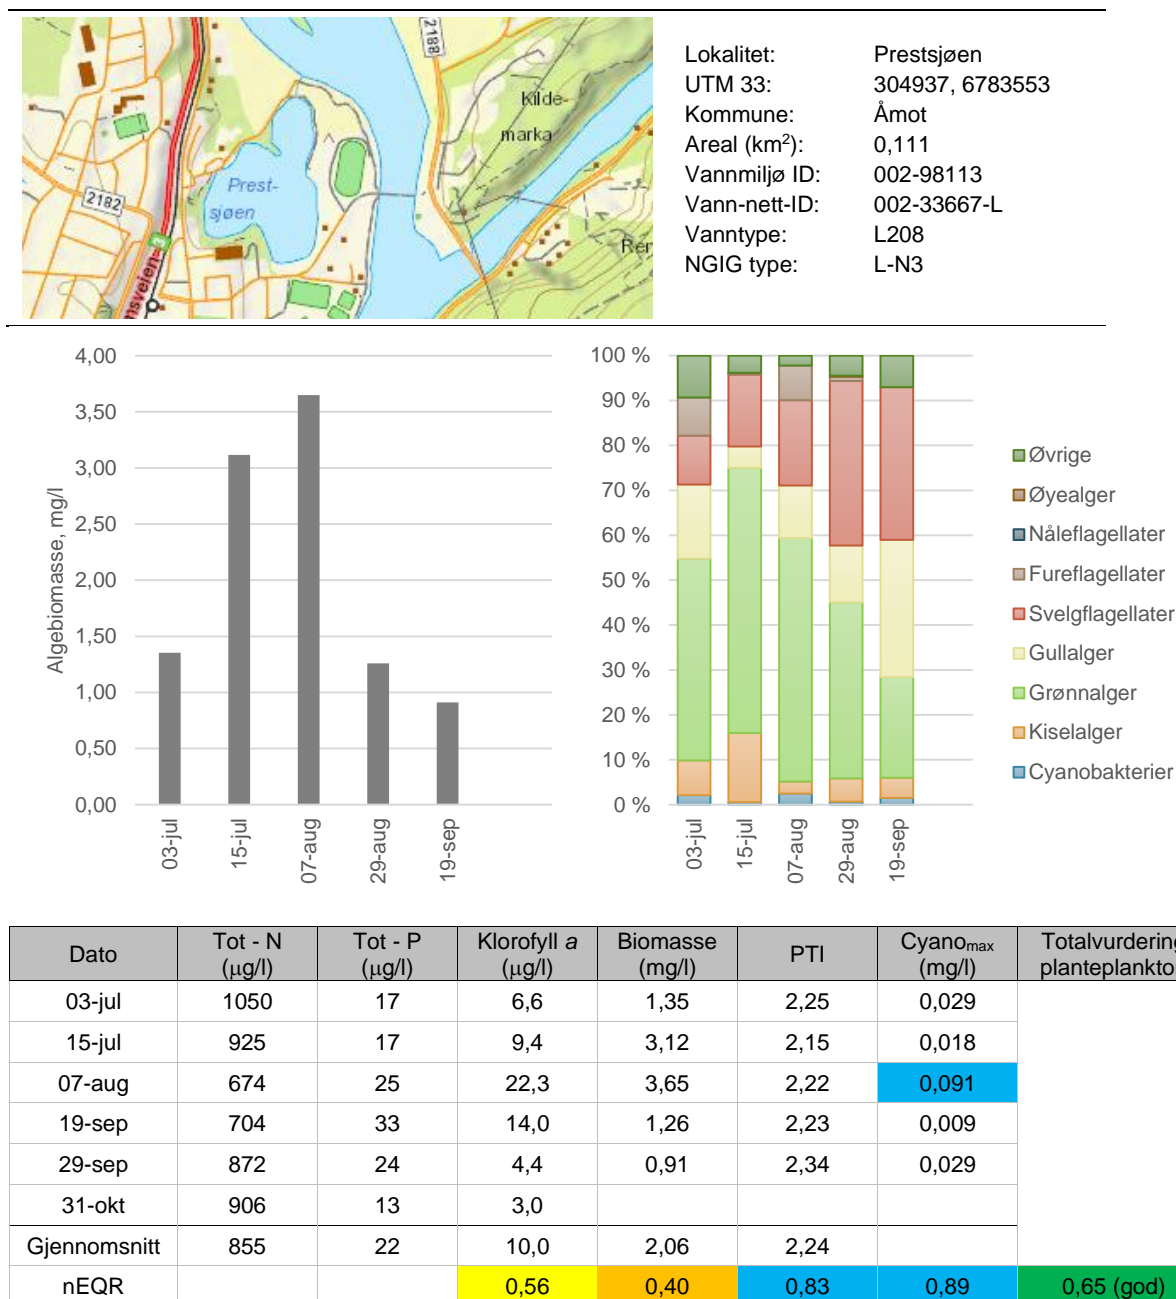 2188
Kilde-
marka
Prest-
sjøen
2182
3
nsveien
Ren
Lokalitet: Prestsjøen
UTM 33: 304937, 6783553
Kommune: Åmot
Areal (km²): 0,111
Vannmiljø ID: 002-98113
Vann-nett-ID: 002-33667-L
Vanntype: L208
NGIG type: L-N3
Algebiomasse, mg/l
4,00
3,50
3,00
2,50
2,00
1,50
1,00
0,50
0,00
03-jul 15-jul 07-aug 29-aug 19-sep
100 %
90 %
80 %
70 %
60 %
50 %
40 %
30 %
20 %
10 %
0 %
03-jul 15-jul 07-aug 29-aug 19-sep
Øvrige
Øyealger
Nåleflagellater
Fureflagellater
Svelgflagellater
Gullalger
Grønnalger
Kiselalger
Cyanobakterier
Dato Tot - N (µg/l) Tot - P (µg/l) Klorofyll a (µg/l) Biomasse (mg/l) PTI Cyanomax (mg/l) Totalvurdering planteplankto
03-jul 1050 17 6,6 1,35 2,25 0,029
15-jul 925 17 9,4 3,12 2,15 0,018
07-aug 674 25 22,3 3,65 2,22 0,091
19-sep 704 33 14,0 1,26 2,23 0,009
29-sep 872 24 4,4 0,91 2,34 0,029
31-okt 906 13 3,0
Gjennomsnitt 855 22 10,0 2,06 2,24
nEQR 0,56 0,40 0,83 0,89 0,65 (god)